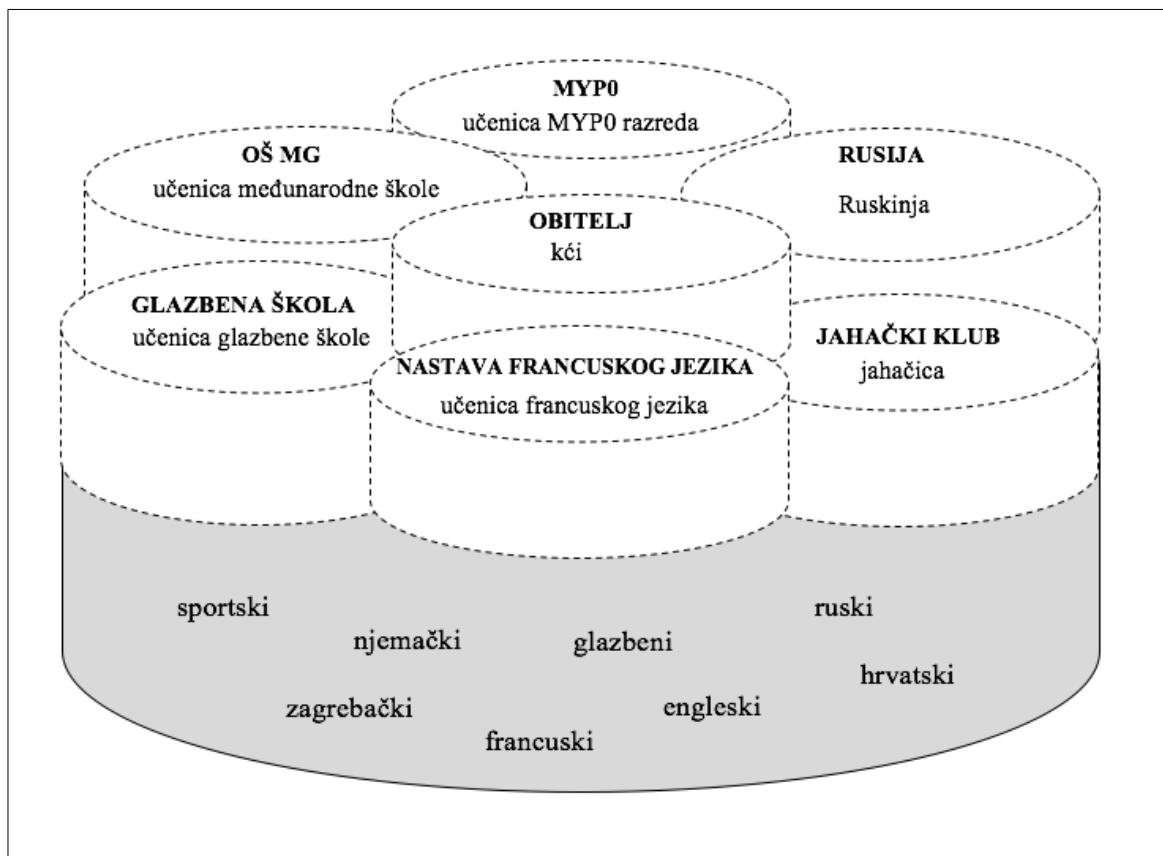 MYP0
učenica MYP0 razreda
OŠ MG
učenica međunarodne škole
RUSIJA
Ruskinja
OBITELJ
kći
GLAZBENA ŠKOLA
učenica glazbene škole
JAHAČKI KLUB
jahačica
NASTAVA FRANCUSKOG JEZIKA
učenica francuskog jezika
sportski
ruski
njemački
glazbeni
hrvatski
zagrebački
engleski
francuski